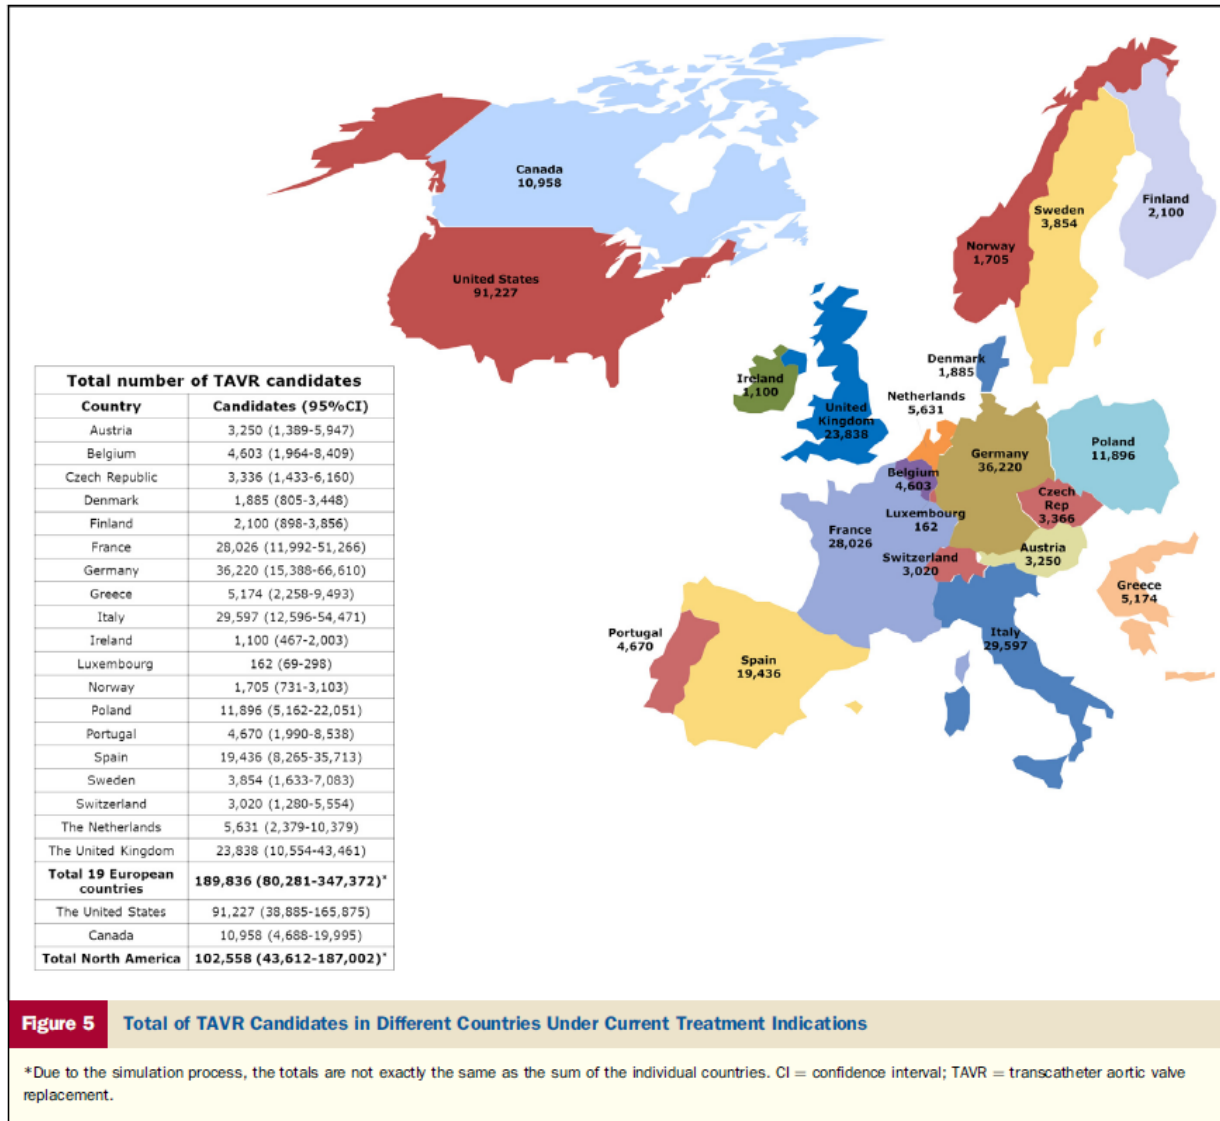 Canada
10,958
United States
91,227
Norway
1,705
Sweden
3,854
Finland
2,100
Denmark
1,885
Ireland
1,100
Netherlands
5,631
United
Kingdom
23,838
Germany
36,220
Poland
11,896
Belgium
4,603
Czech
Rep
3,366
Luxembourg
162
France
28,026
Austria
3,250
Switzerland
3,020
Greece
5,174
Portugal
4,670
Italy
29,597
Spain
19,436
Total number of TAVR candidates
Country Candidates (95%CI)
Austria 3,250 (1,389-5,947)
Belgium 4,603 (1,964-8,409)
Czech Republic 3,336 (1,433-6,160)
Denmark 1,885 (805-3,448)
Finland 2,100 (898-3,856)
France 28,026 (11,992-51,266)
Germany 36,220 (15,388-66,610)
Greece 5,174 (2,258-9,493)
Italy 29,597 (12,596-54,471)
Ireland 1,100 (467-2,003)
Luxembourg 162 (69-298)
Norway 1,705 (731-3,103)
Poland 11,896 (5,162-22,051)
Portugal 4,670 (1,990-8,538)
Spain 19,436 (8,265-35,713)
Sweden 3,854 (1,633-7,083)
Switzerland 3,020 (1,280-5,554)
The Netherlands 5,631 (2,379-10,379)
The United Kingdom 23,838 (10,554-43,461)
Total 19 European
countries 189,836 (80,281-347,372)*
The United States 91,227 (38,885-165,875)
Canada 10,958 (4,688-19,995)
Total North America 102,558 (43,612-187,002)*
Figure 5 Total of TAVR Candidates in Different Countries Under Current Treatment Indications
*Due to the simulation process, the totals are not exactly the same as the sum of the individual countries. CI = confidence interval; TAVR = transcatheter aortic valve
replacement.